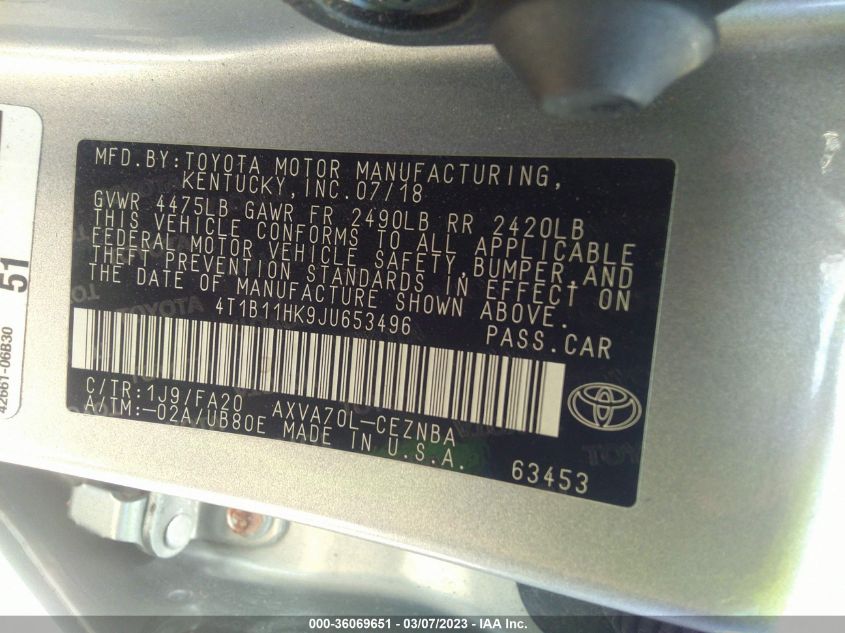 MFD.BY:TOYOTA MOTOR MANUFACTURING,
KENTUCKY,INC.07/18
GVWR 4475LB GAWR FR 2490LB RR 2420LB
THIS VEHICLE CONFORMS TO ALL APPLICABLE
FEDERAL MOTOR VEHICLE SAFETY,BUMPER,AND
THEFT PREVENTION STANDARDS IN EFFECT ON
THE DATE OF MANUFACTURE SHOWN ABOVE.
4T1B11HK9JU653496
PASS.CAR
C/TR:1J9/FA20 AXVA70L-CEZNBA
A/TM:-02A/UB80E MADE IN U.S.A.
63453
51
42661-06B30
000-36069651 / 03/07/2023 - IAA Inc.